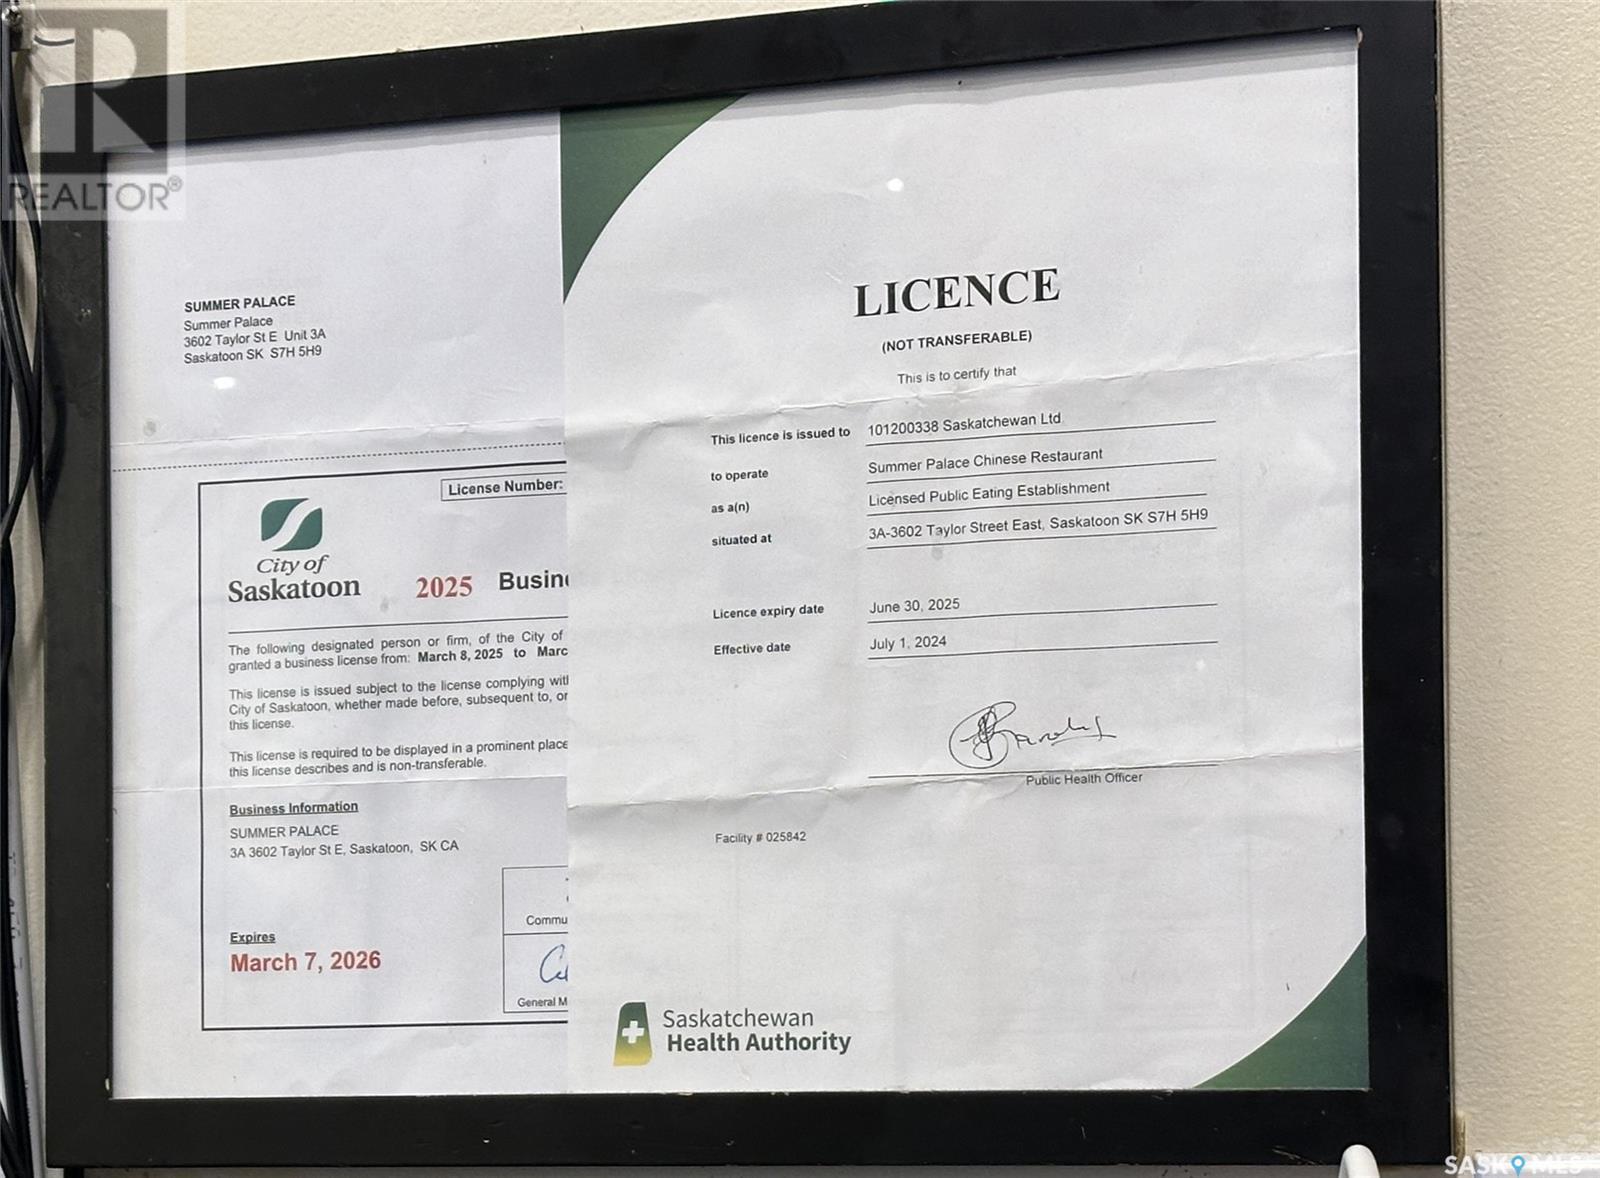 REALTOR®
SUMMER PALACE
Summer Palace
3602 Taylor St E Unit 3A
Saskatoon SK S7H 5H9
License Number:
City of
Saskatoon
2025 Busin
The following designated person or firm, of the City of
granted a business license from: March 8, 2025 to Marc
This license is issued subject to the license complying wit
City of Saskatoon, whether made before, subsequent to, or
this license.
This license is required to be displayed in a prominent place
this license describes and is non-transferable.
Business Information
SUMMER PALACE
3A 3602 Taylor St E, Saskatoon, SK CA
Expires
March 7, 2026
Commu
General M
LICENCE
(NOT TRANSFERABLE)
This is to certify that
This licence is issued to 101200338 Saskatchewan Ltd
to operate Summer Palace Chinese Restaurant
as a(n) Licensed Public Eating Establishment
situated at 3A-3602 Taylor Street East, Saskatoon SK S7H 5H9
Licence expiry date June 30, 2025
Effective date July 1, 2024
Public Health Officer
Facility # 025842
Saskatchewan
Health Authority
SASK MLS